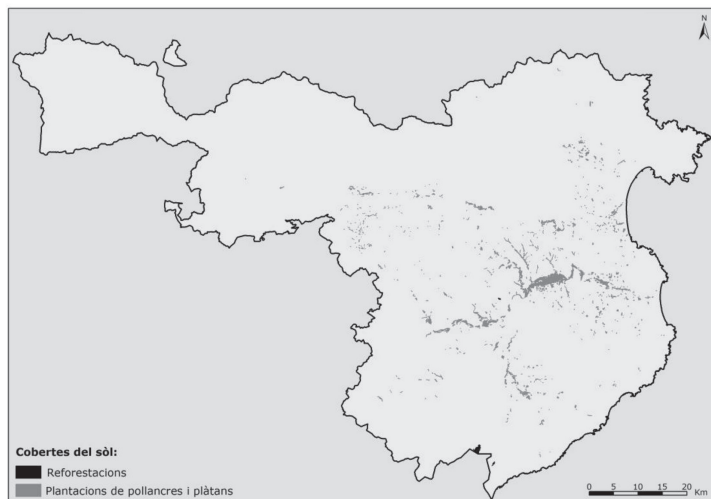 N
Cobertes del sòl:
Reforestacions
Plantacions de pollancres i plàtans
0 5 10 15 20
Km